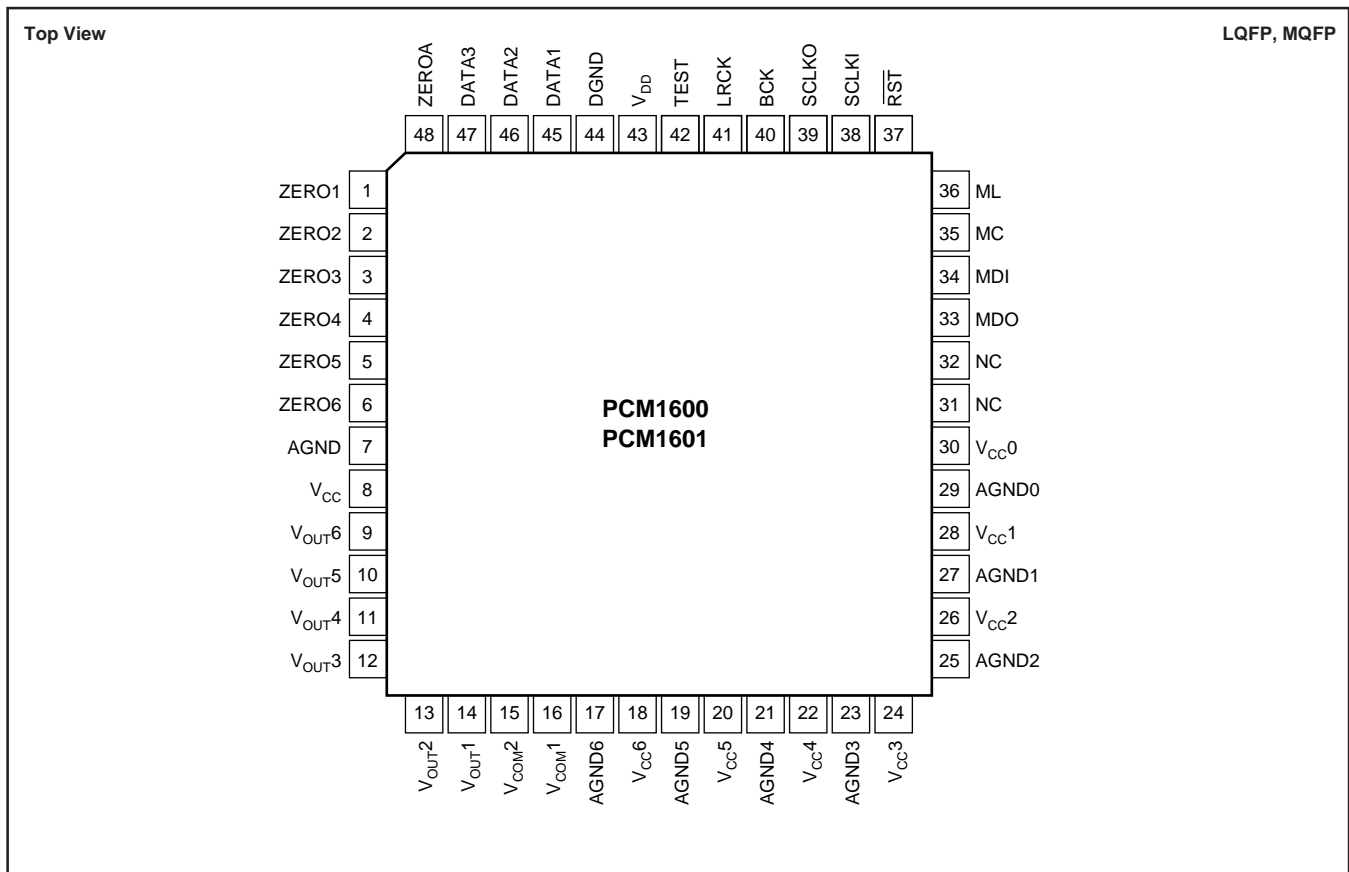 Top View
LQFP, MQFP
ZEROA
DATA3
DATA2
DATA1
DGND
VDD
TEST
LRCK
BCK
SCLKO
SCLKI
RST
48 47 46 45 44 43 42 41 40 39 38 37
ZERO1 1
ZERO2 2
ZERO3 3
ZERO4 4
ZERO5 5
ZERO6 6
AGND 7
VCC 8
VOUT6 9
VOUT5 10
VOUT4 11
VOUT3 12
PCM1600
PCM1601
36 ML
35 MC
34 MDI
33 MDO
32 NC
31 NC
30 VCC0
29 AGND0
28 VCC1
27 AGND1
26 VCC2
25 AGND2
13 14 15 16 17 18 19 20 21 22 23 24
VOUT2
VOUT1
VCOM2
VCOM1
AGND6
VCC6
AGND5
VCC5
AGND4
VCC4
AGND3
VCC3